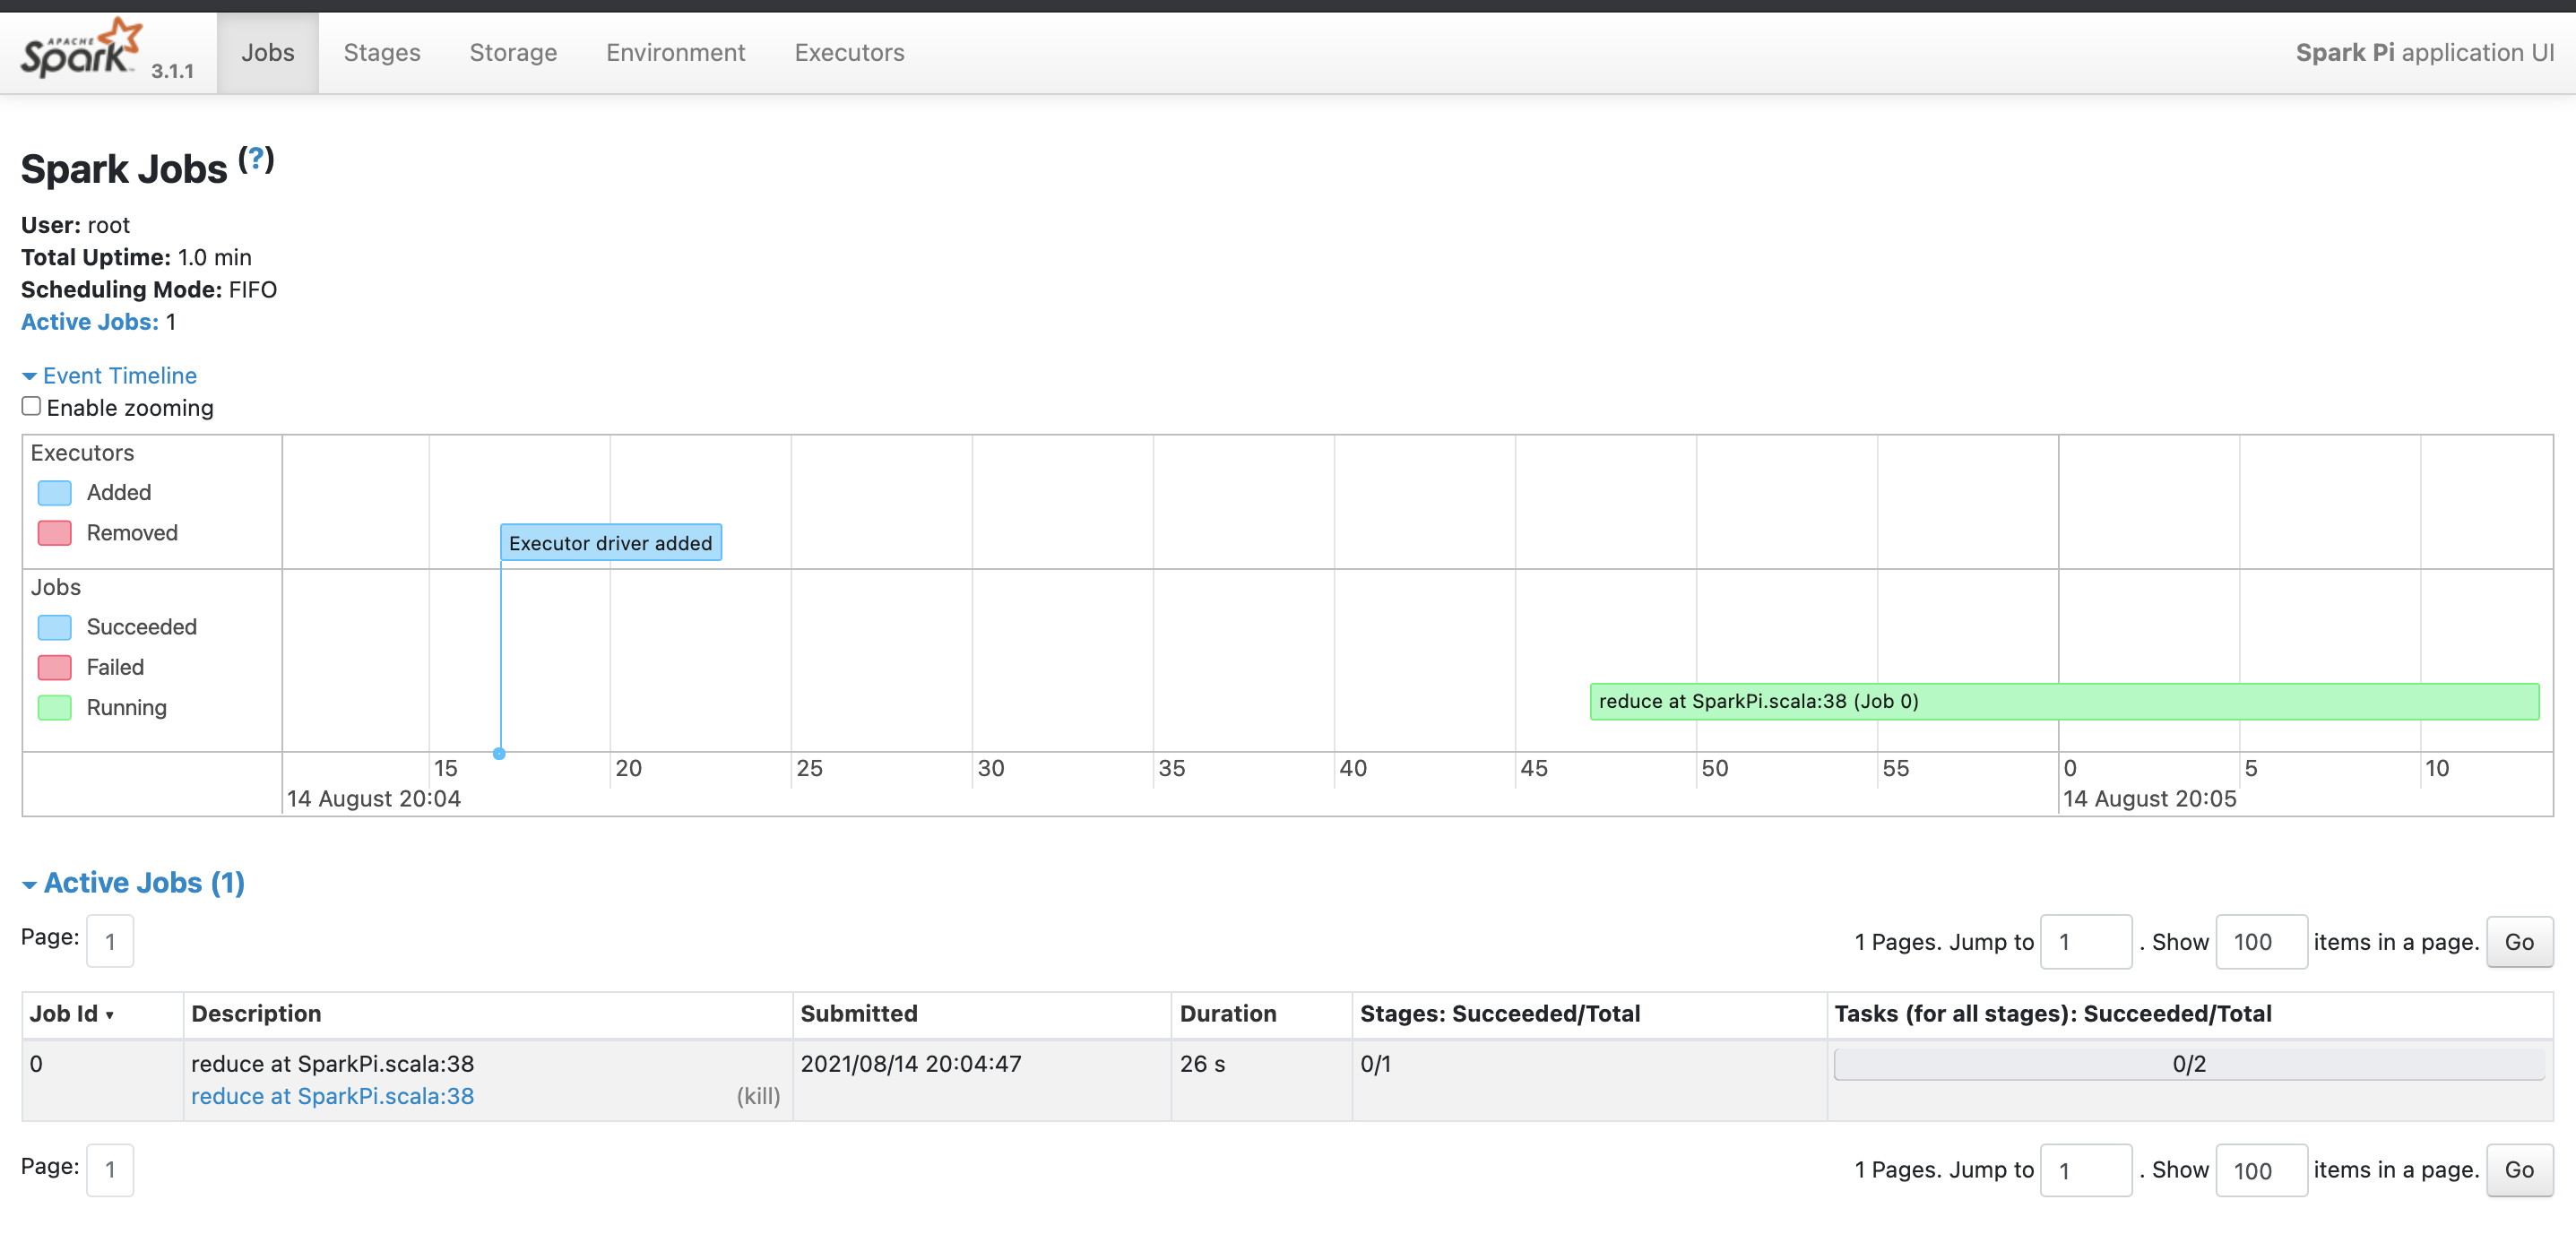 APACHE
Spark 3.1.1 Jobs Stages Storage Environment Executors Spark Pi application UI
Spark Jobs (?)
User: root
Total Uptime: 1.0 min
Scheduling Mode: FIFO
Active Jobs: 1
Event Timeline
Enable zooming
Executors
Added
Removed
Executor driver added
Jobs
Succeeded
Failed
Running
reduce at SparkPi.scala:38 (Job 0)
15 20 25 30 35 40 45 50 55 0 5 10
14 August 20:04 14 August 20:05
Active Jobs (1)
Page: 1 1 Pages. Jump to 1 . Show 100 items in a page. Go
Job Id ▾ Description Submitted Duration Stages: Succeeded/Total Tasks (for all stages): Succeeded/Total
0 reduce at SparkPi.scala:38 2021/08/14 20:04:47 26 s 0/1 0/2
reduce at SparkPi.scala:38 (kill)
Page: 1 1 Pages. Jump to 1 . Show 100 items in a page. Go